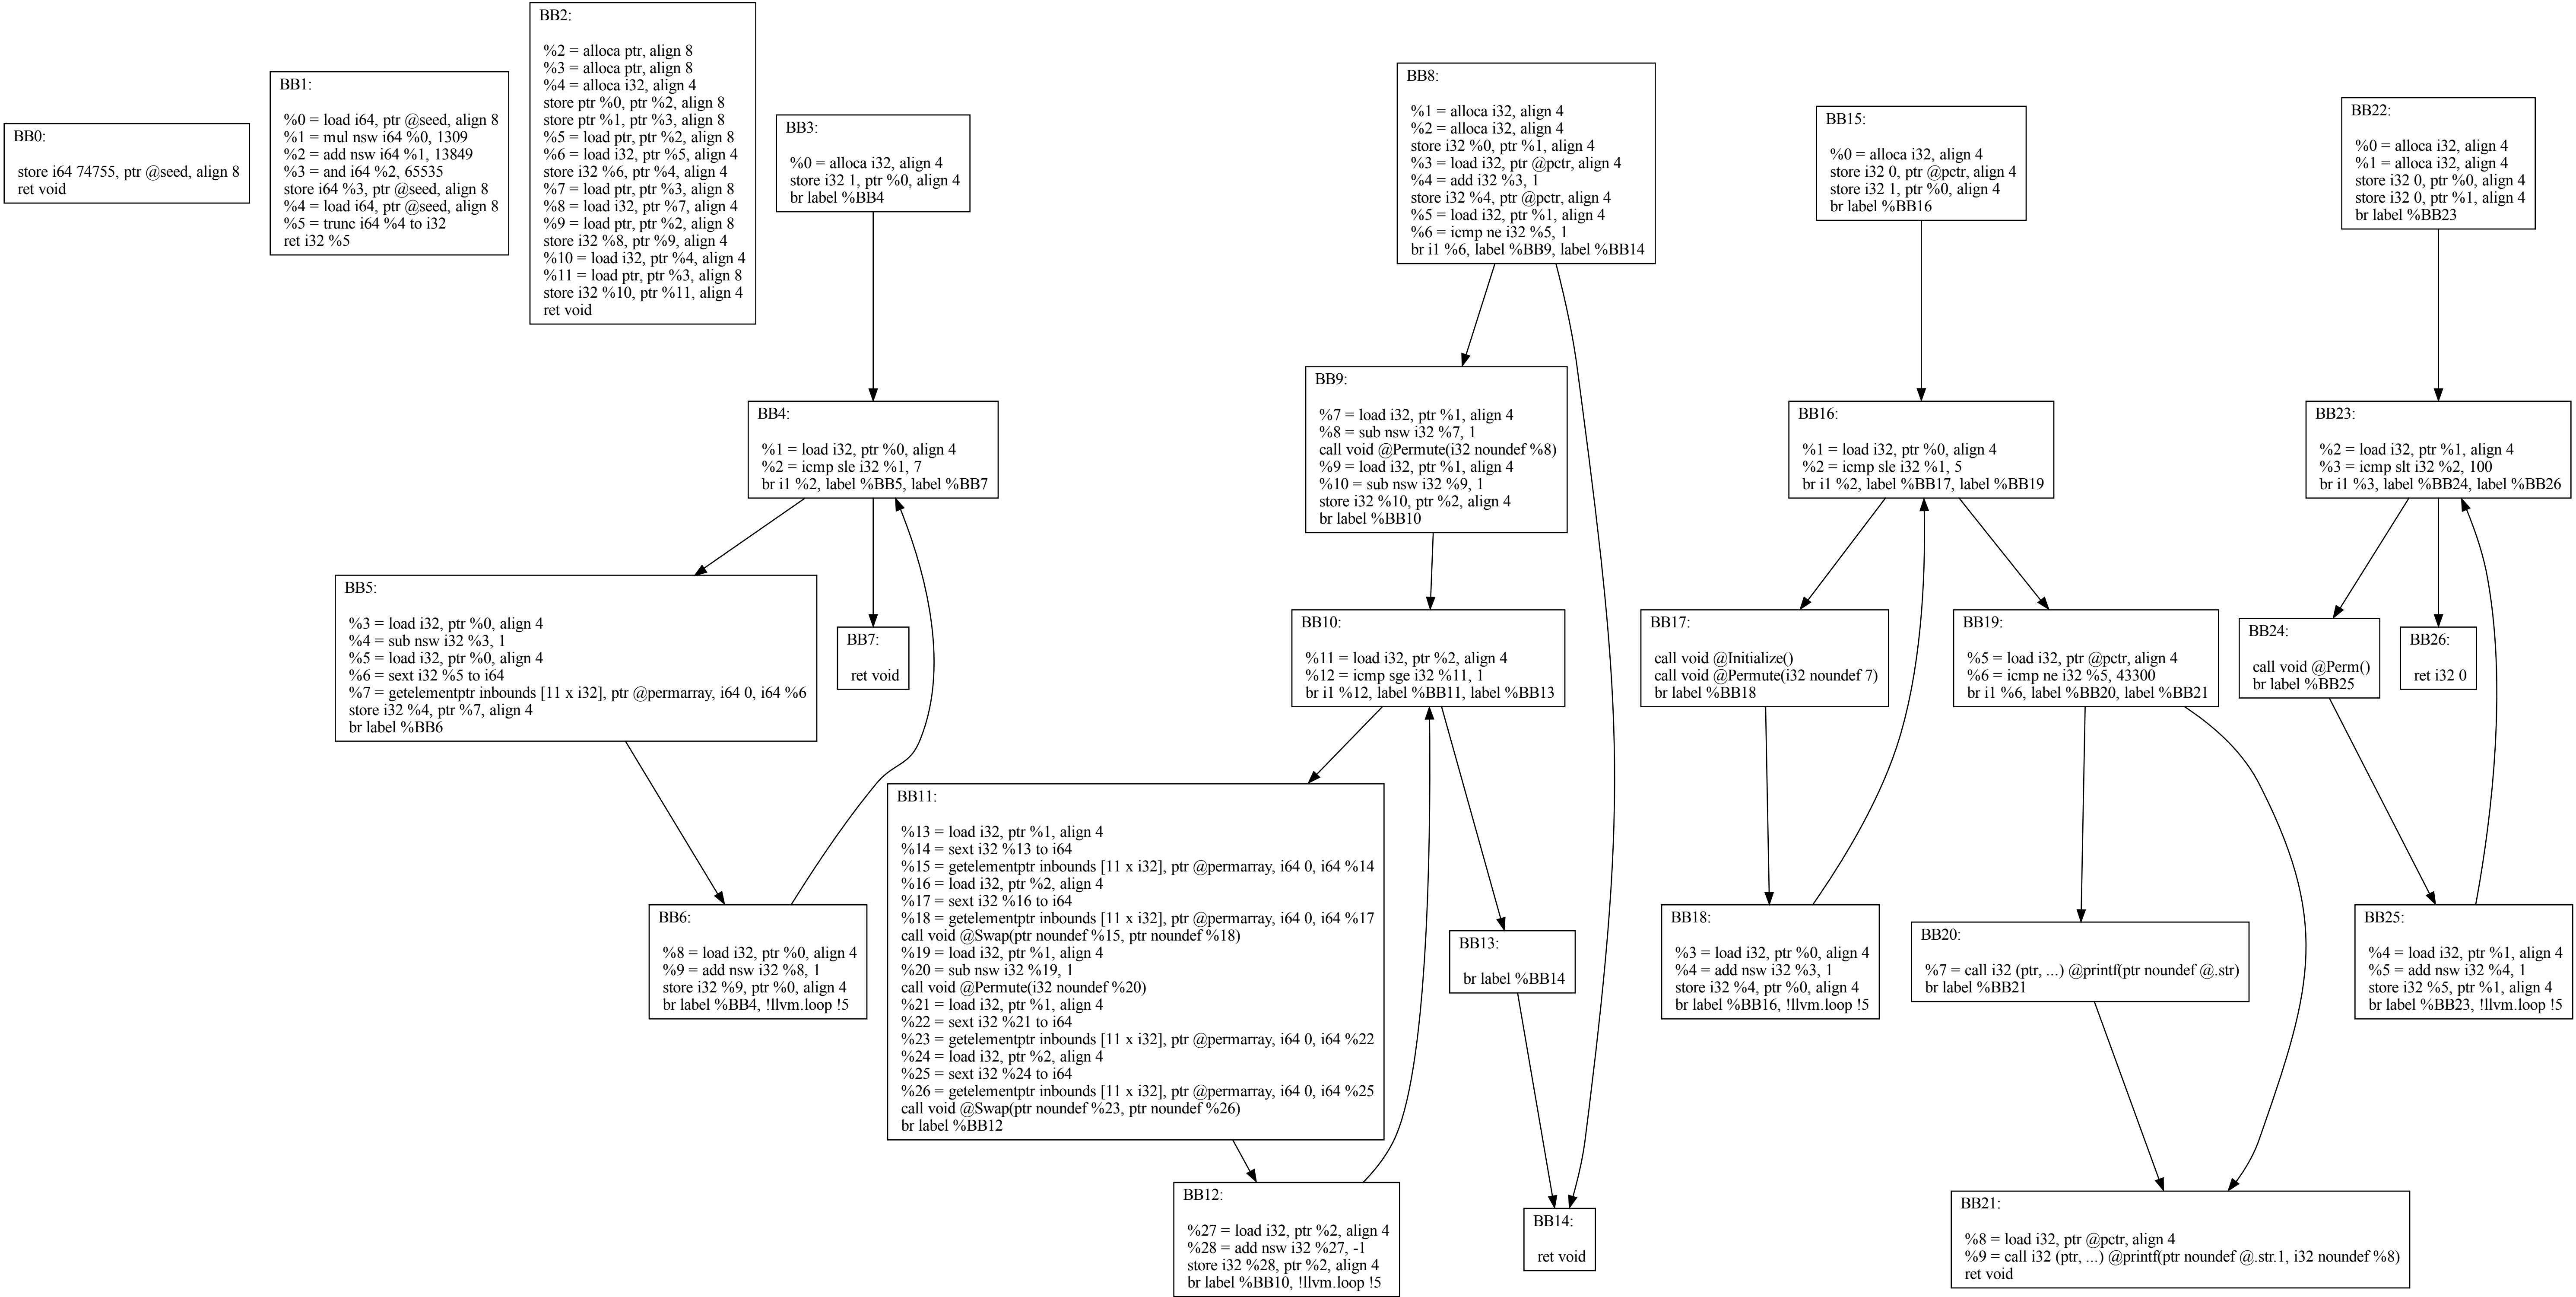 BB0:
store i64 74755, ptr @seed, align 8
ret void
BB1:
%0 = load i64, ptr @seed, align 8
%1 = mul nsw i64 %0, 1309
%2 = add nsw i64 %1, 13849
%3 = and i64 %2, 65535
store i64 %3, ptr @seed, align 8
%4 = load i64, ptr @seed, align 8
%5 = trunc i64 %4 to i32
ret i32 %5
BB2:
%2 = alloca ptr, align 8
%3 = alloca ptr, align 8
%4 = alloca i32, align 4
store ptr %0, ptr %2, align 8
store ptr %1, ptr %3, align 8
%5 = load ptr, ptr %2, align 8
%6 = load i32, ptr %5, align 4
store i32 %6, ptr %4, align 4
%7 = load ptr, ptr %3, align 8
%8 = load i32, ptr %7, align 4
%9 = load ptr, ptr %2, align 8
store i32 %8, ptr %9, align 4
%10 = load i32, ptr %4, align 4
%11 = load ptr, ptr %3, align 8
store i32 %10, ptr %11, align 4
ret void
BB3:
%0 = alloca i32, align 4
store i32 1, ptr %0, align 4
br label %BB4
BB4:
%1 = load i32, ptr %0, align 4
%2 = icmp sle i32 %1, 7
br i1 %2, label %BB5, label %BB7
BB5:
%3 = load i32, ptr %0, align 4
%4 = sub nsw i32 %3, 1
%5 = load i32, ptr %0, align 4
%6 = sext i32 %5 to i64
%7 = getelementptr inbounds [11 x i32], ptr @permarray, i64 0, i64 %6
store i32 %4, ptr %7, align 4
br label %BB6
BB7:
ret void
BB6:
%8 = load i32, ptr %0, align 4
%9 = add nsw i32 %8, 1
store i32 %9, ptr %0, align 4
br label %BB4, !llvm.loop !5
BB8:
%1 = alloca i32, align 4
%2 = alloca i32, align 4
store i32 %0, ptr %1, align 4
%3 = load i32, ptr @pctr, align 4
%4 = add i32 %3, 1
store i32 %4, ptr @pctr, align 4
%5 = load i32, ptr %1, align 4
%6 = icmp ne i32 %5, 1
br i1 %6, label %BB9, label %BB14
BB9:
%7 = load i32, ptr %1, align 4
%8 = sub nsw i32 %7, 1
call void @Permute(i32 noundef %8)
%9 = load i32, ptr %1, align 4
%10 = sub nsw i32 %9, 1
store i32 %10, ptr %2, align 4
br label %BB10
BB10:
%11 = load i32, ptr %2, align 4
%12 = icmp sge i32 %11, 1
br i1 %12, label %BB11, label %BB13
BB11:
%13 = load i32, ptr %1, align 4
%14 = sext i32 %13 to i64
%15 = getelementptr inbounds [11 x i32], ptr @permarray, i64 0, i64 %14
%16 = load i32, ptr %2, align 4
%17 = sext i32 %16 to i64
%18 = getelementptr inbounds [11 x i32], ptr @permarray, i64 0, i64 %17
call void @Swap(ptr noundef %15, ptr noundef %18)
%19 = load i32, ptr %1, align 4
%20 = sub nsw i32 %19, 1
call void @Permute(i32 noundef %20)
%21 = load i32, ptr %1, align 4
%22 = sext i32 %21 to i64
%23 = getelementptr inbounds [11 x i32], ptr @permarray, i64 0, i64 %22
%24 = load i32, ptr %2, align 4
%25 = sext i32 %24 to i64
%26 = getelementptr inbounds [11 x i32], ptr @permarray, i64 0, i64 %25
call void @Swap(ptr noundef %23, ptr noundef %26)
br label %BB12
BB13:
br label %BB14
BB12:
%27 = load i32, ptr %2, align 4
%28 = add nsw i32 %27, -1
store i32 %28, ptr %2, align 4
br label %BB10, !llvm.loop !5
BB14:
ret void
BB15:
%0 = alloca i32, align 4
store i32 0, ptr @pctr, align 4
store i32 1, ptr %0, align 4
br label %BB16
BB16:
%1 = load i32, ptr %0, align 4
%2 = icmp sle i32 %1, 5
br i1 %2, label %BB17, label %BB19
BB17:
call void @Initialize()
call void @Permute(i32 noundef 7)
br label %BB18
BB19:
%5 = load i32, ptr @pctr, align 4
%6 = icmp ne i32 %5, 43300
br i1 %6, label %BB20, label %BB21
BB18:
%3 = load i32, ptr %0, align 4
%4 = add nsw i32 %3, 1
store i32 %4, ptr %0, align 4
br label %BB16, !llvm.loop !5
BB20:
%7 = call i32 (ptr, ...) @printf(ptr noundef @.str)
br label %BB21
BB21:
%8 = load i32, ptr @pctr, align 4
%9 = call i32 (ptr, ...) @printf(ptr noundef @.str.1, i32 noundef %8)
ret void
BB22:
%0 = alloca i32, align 4
%1 = alloca i32, align 4
store i32 0, ptr %0, align 4
store i32 0, ptr %1, align 4
br label %BB23
BB23:
%2 = load i32, ptr %1, align 4
%3 = icmp slt i32 %2, 100
br i1 %3, label %BB24, label %BB26
BB24:
call void @Perm()
br label %BB25
BB26:
ret i32 0
BB25:
%4 = load i32, ptr %1, align 4
%5 = add nsw i32 %4, 1
store i32 %5, ptr %1, align 4
br label %BB23, !llvm.loop !5